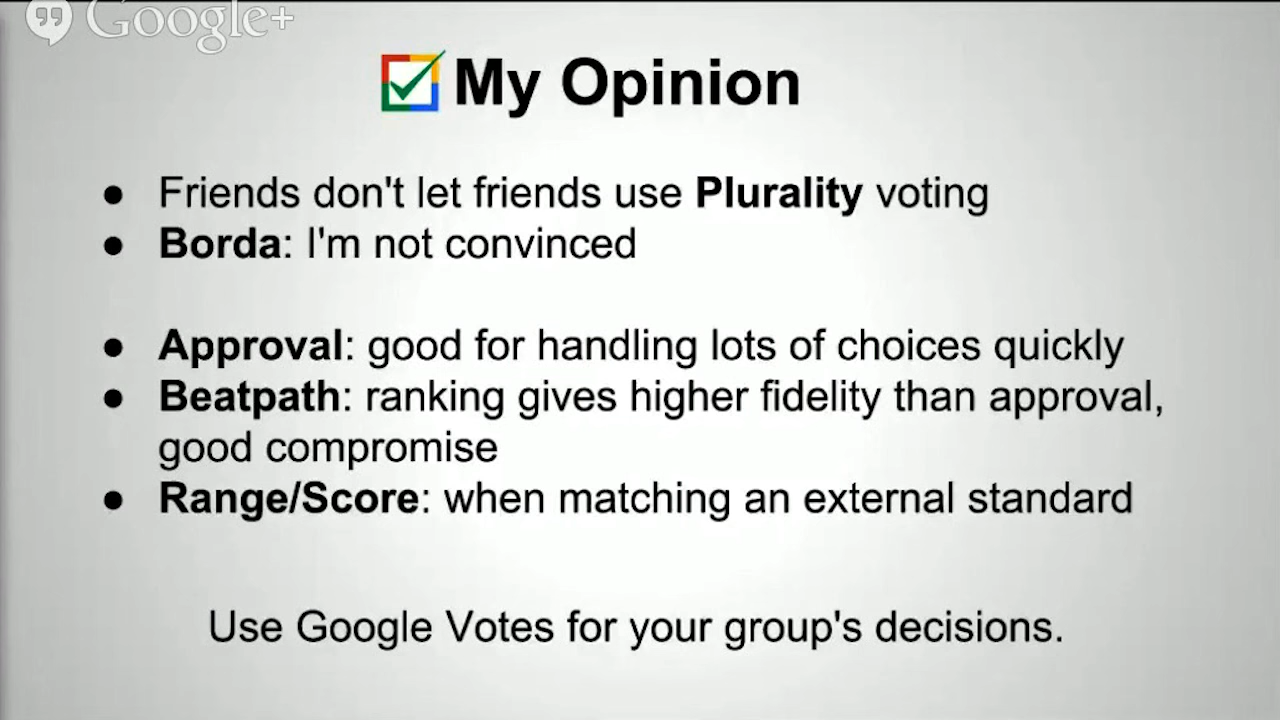 Google+
My Opinion
● Friends don't let friends use Plurality voting
● Borda: I'm not convinced
● Approval: good for handling lots of choices quickly
● Beatpath: ranking gives higher fidelity than approval,
good compromise
● Range/Score: when matching an external standard
Use Google Votes for your group's decisions.